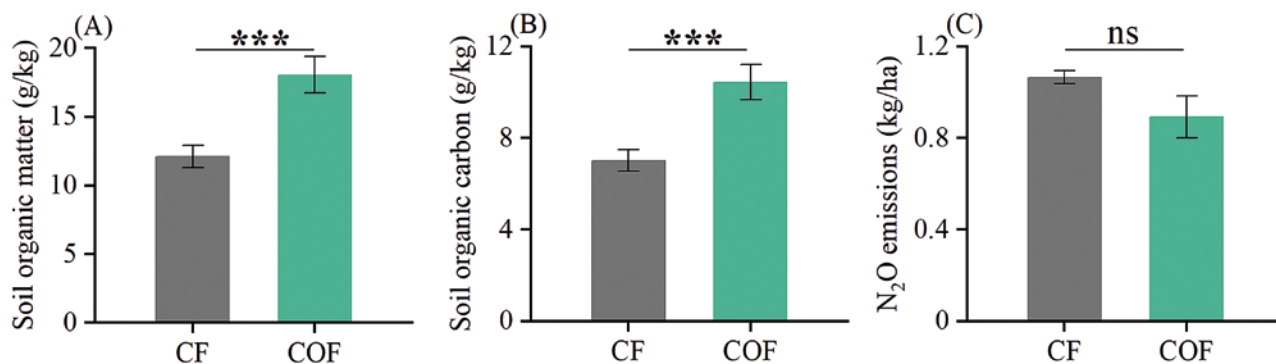 (A)
Soil organic matter (g/kg)
20
15
10
5
0
***
CF
COF
(B)
Soil organic carbon (g/kg)
12
8
4
0
***
CF
COF
(C)
N₂O emissions (kg/ha)
1.2
0.8
0.4
0
ns
CF
COF